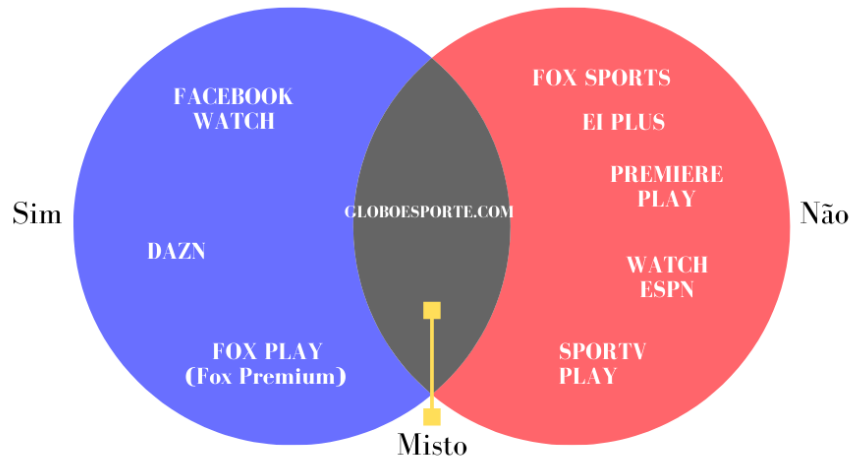 Sim
FACEBOOK
WATCH
DAZN
FOX PLAY
(Fox Premium)
GLOBOESPORTE.COM
Misto
FOX SPORTS
EI PLUS
PREMIERE
PLAY
WATCH
ESPN
SPORTV
PLAY
Não